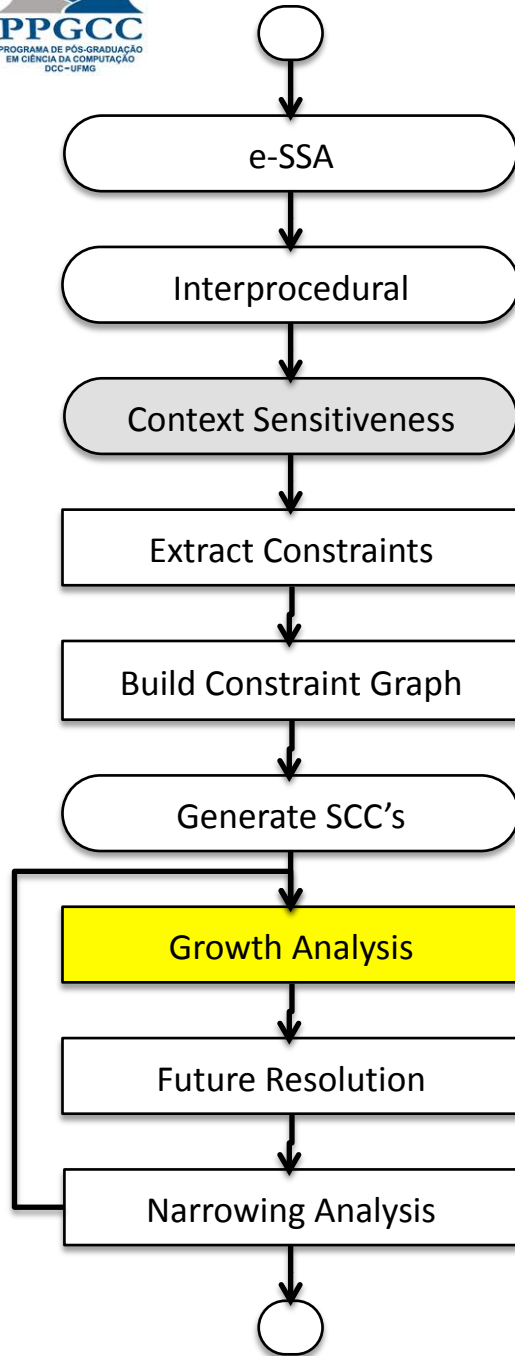 PPGCC
PROGRAMA DE PÓS-GRADUAÇÃO
EM CIÊNCIA DA COMPUTAÇÃO
DCC-UFMG
e-SSA
Interprocedural
Context Sensitiveness
Extract Constraints
Build Constraint Graph
Generate SCC's
Growth Analysis
Future Resolution
Narrowing Analysis